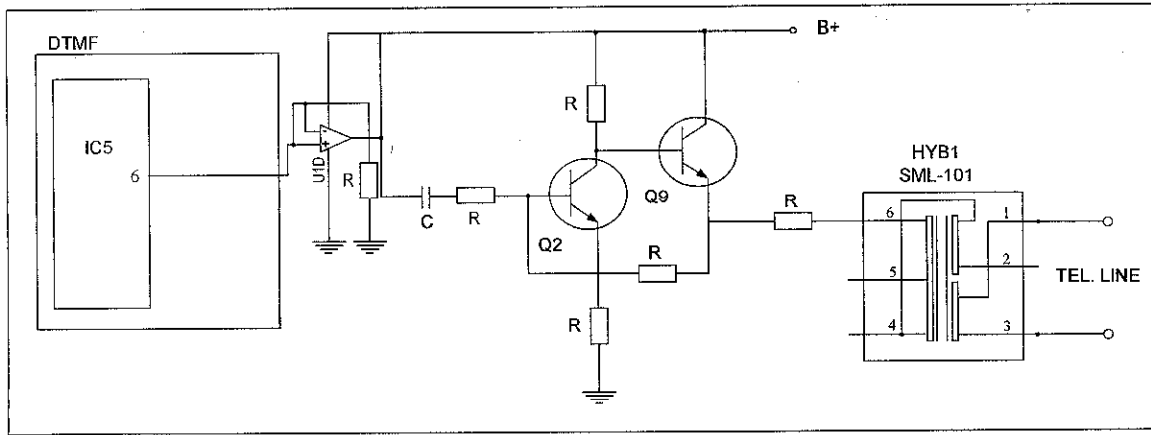 DTMF
IC5
6
U1D
R
C
R
R
Q2
R
R
Q9
B+
R
HYB1
SML-101
6
5
4
1
2
3
TEL. LINE